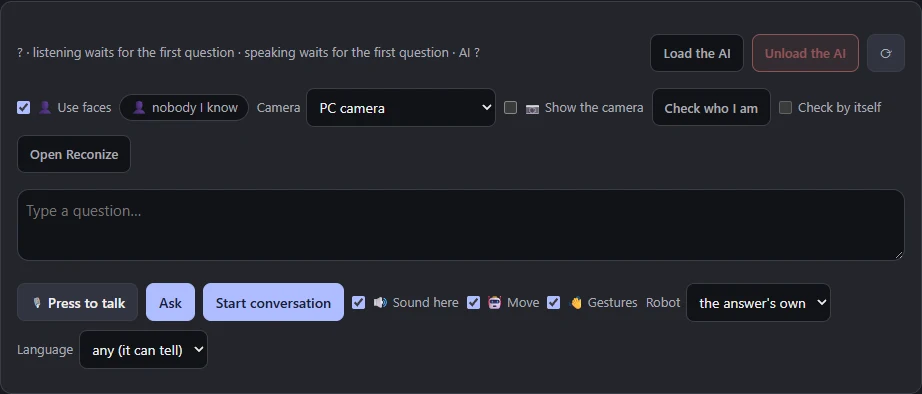 ? · listening waits for the first question · speaking waits for the first question · AI ? Load the AI Unload the AI
Use faces nobody I know Camera PC camera Show the camera Check who I am Check by itself
Open Reconize
Type a question...
Press to talk Ask Start conversation Sound here Move Gestures Robot the answer's own
Language any (it can tell)